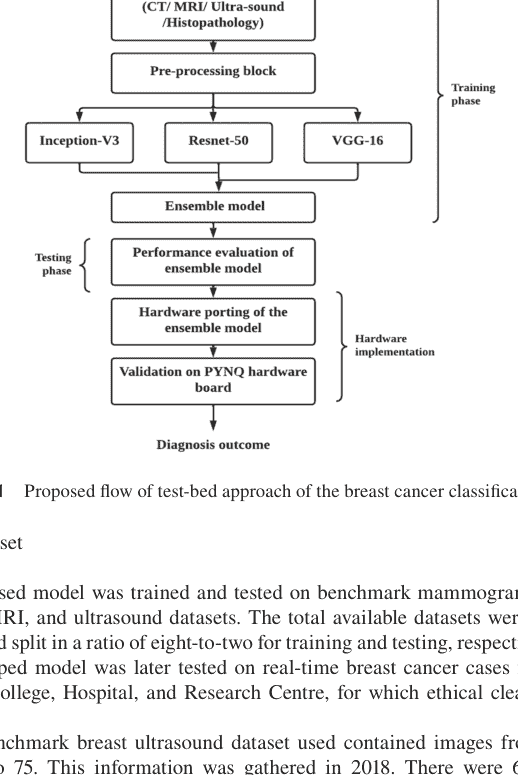 (CT/ MRI/ Ultra-sound
/Histopathology)
Pre-processing block
Training
phase
Inception-V3
Resnet-50
VGG-16
Ensemble model
Testing
phase
Performance evaluation of
ensemble model
Hardware porting of the
ensemble model
Hardware
implementation
Validation on PYNQ hardware
board
Diagnosis outcome
Proposed flow of test-bed approach of the breast cancer classifica
set
sed model was trained and tested on benchmark mammogram
MRI, and ultrasound datasets. The total available datasets wer
d split in a ratio of eight-to-two for training and testing, respect
ped model was later tested on real-time breast cancer cases
ollege, Hospital, and Research Centre, for which ethical clea
nchmark breast ultrasound dataset used contained images fr
o 75. This information was gathered in 2018. There were 6